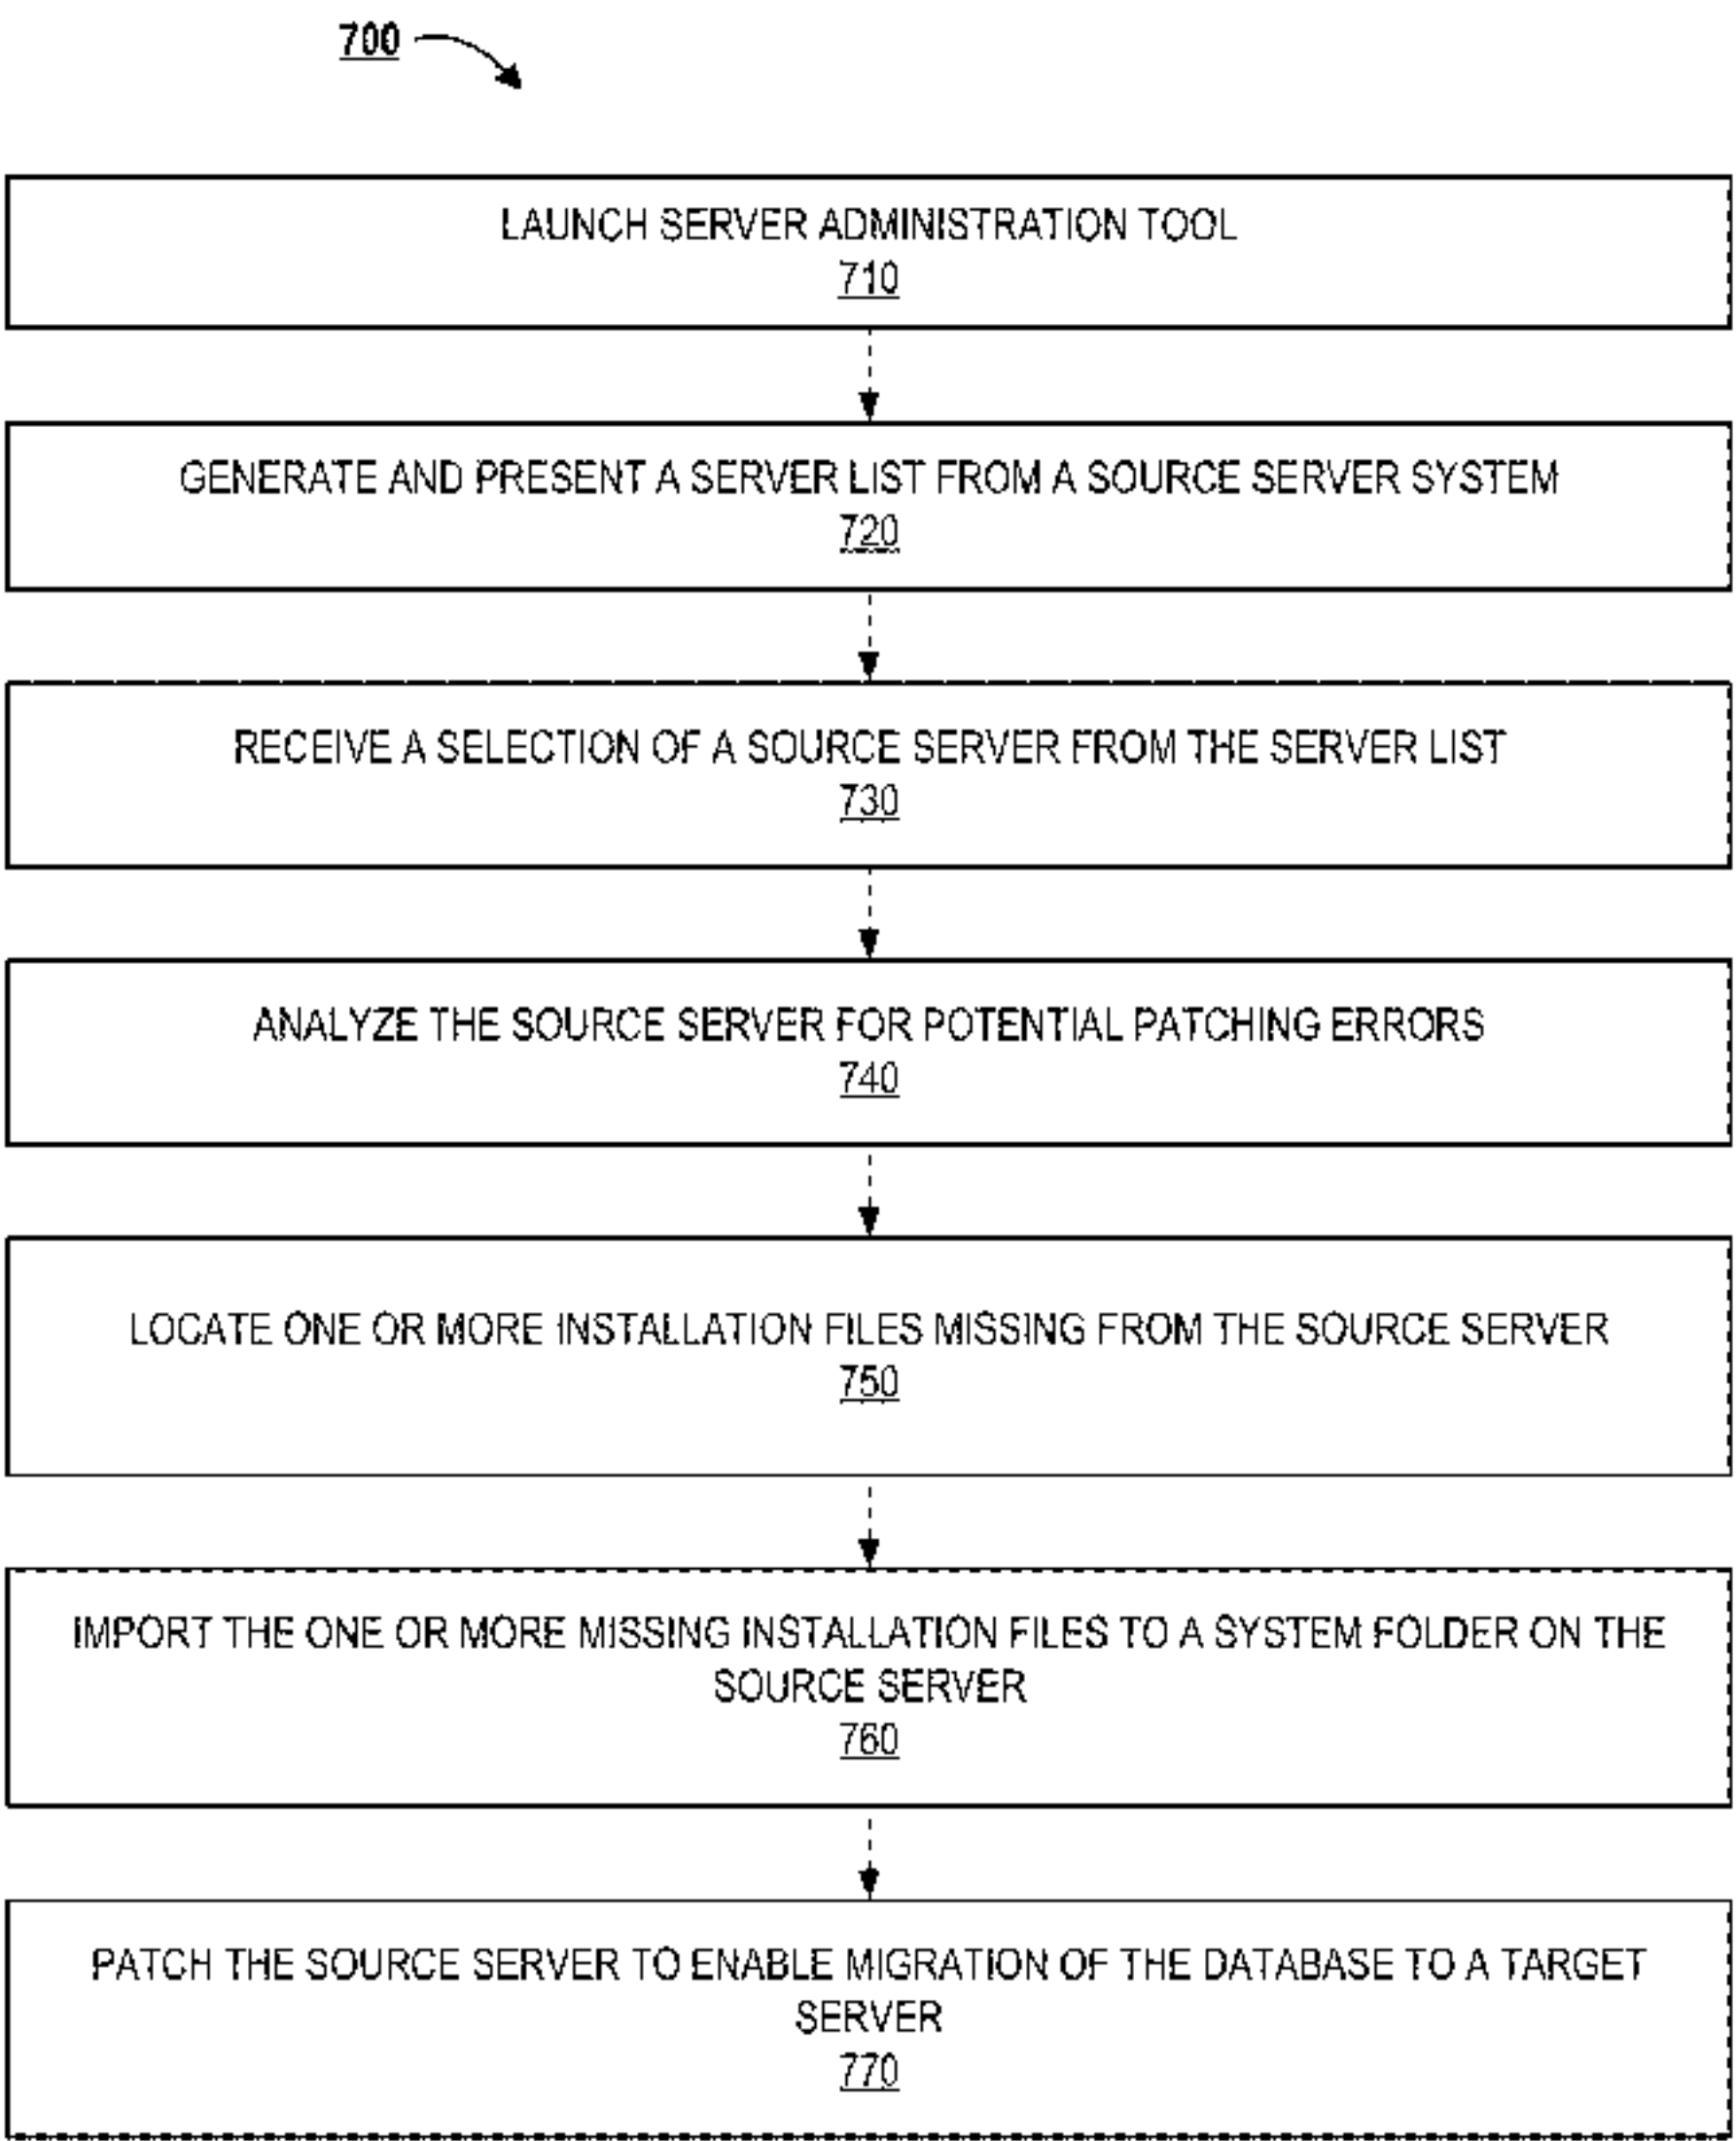 700
LAUNCH SERVER ADMINISTRATION TOOL
710
GENERATE AND PRESENT A SERVER LIST FROM A SOURCE SERVER SYSTEM
720
RECEIVE A SELECTION OF A SOURCE SERVER FROM THE SERVER LIST
730
ANALYZE THE SOURCE SERVER FOR POTENTIAL PATCHING ERRORS
740
LOCATE ONE OR MORE INSTALLATION FILES MISSING FROM THE SOURCE SERVER
750
IMPORT THE ONE OR MORE MISSING INSTALLATION FILES TO A SYSTEM FOLDER ON THE
SOURCE SERVER
760
PATCH THE SOURCE SERVER TO ENABLE MIGRATION OF THE DATABASE TO A TARGET
SERVER
770